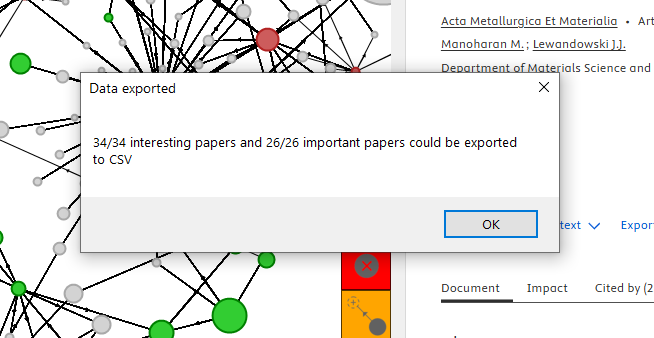 Acta Metallurgica Et Materialia • Art
Manoharan M.; Lewandowski J.J.
Department of Materials Science and
Data exported
34/34 interesting papers and 26/26 important papers could be exported
to CSV
OK
text
Expor
Document Impact Cited by (2